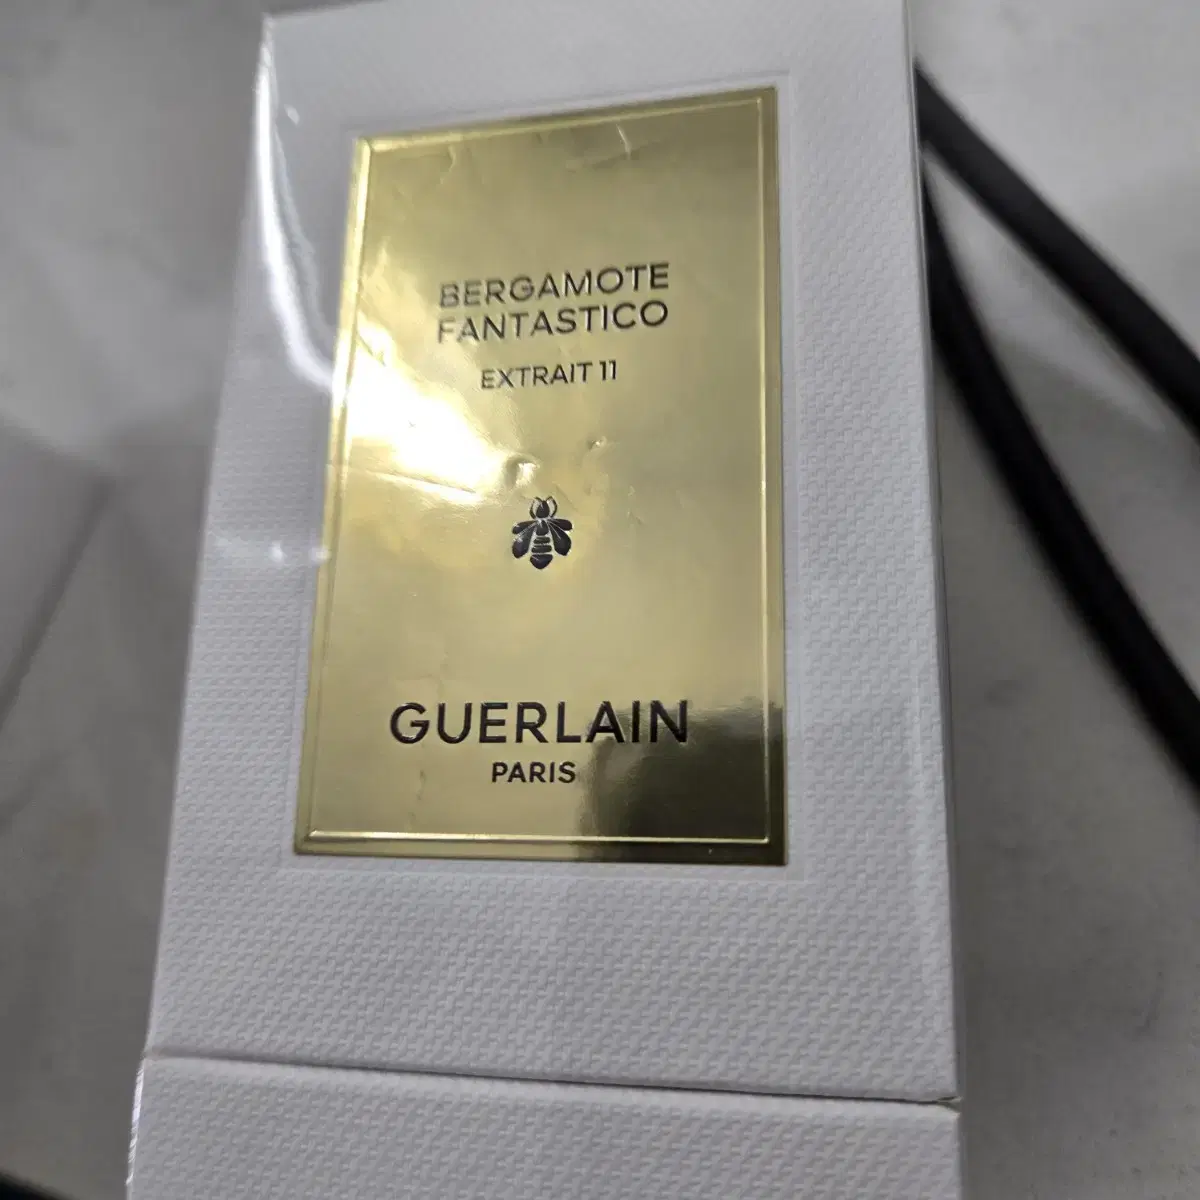 BERGAMOTE
FANTASTICO
EXTRAIT 11
GUERLAIN
PARIS